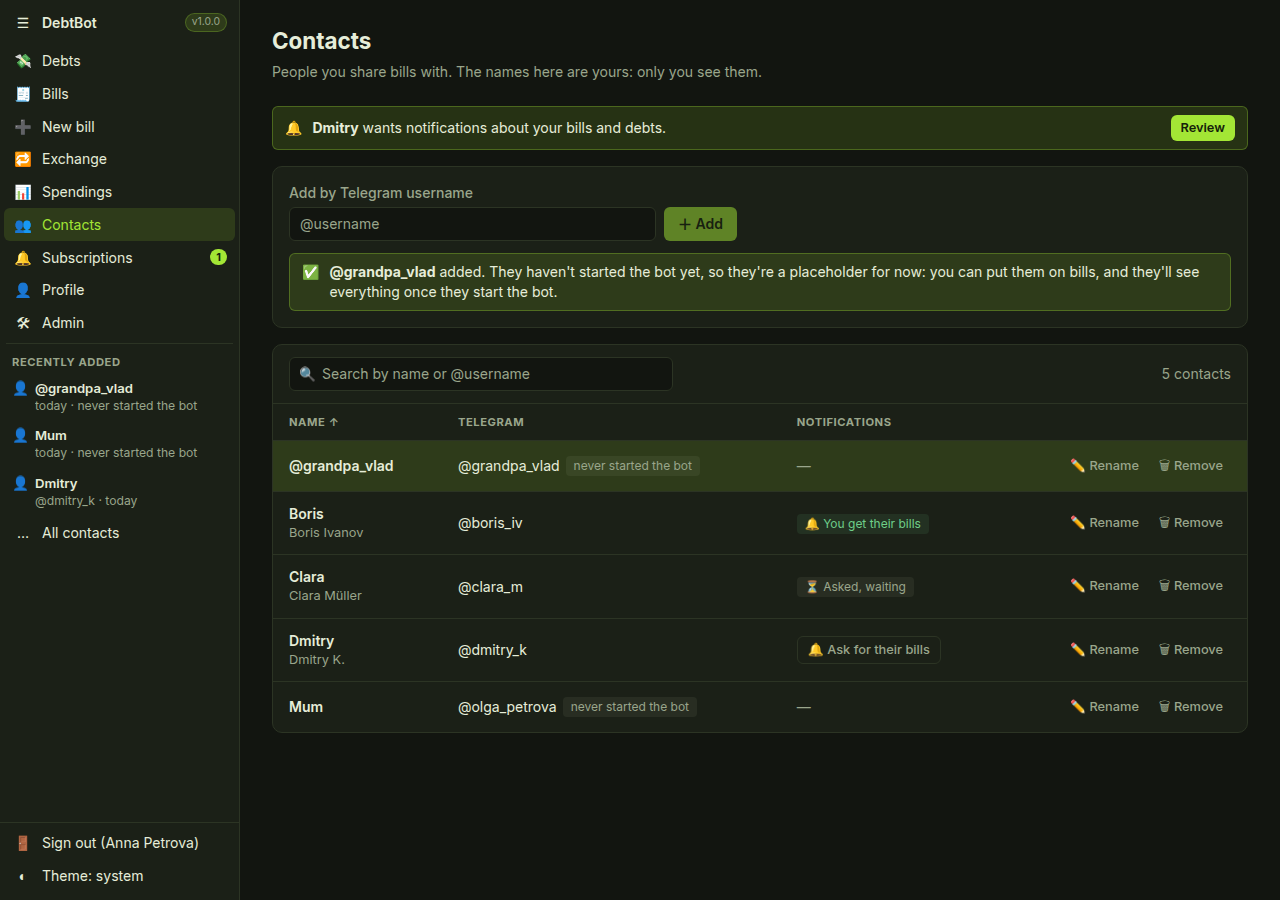 DebtBot
v1.0.0
Debts
Bills
New bill
Exchange
Spendings
Contacts
Subscriptions
1
Profile
Admin
RECENTLY ADDED
@grandpa_vlad
today · never started the bot
Mum
today · never started the bot
Dmitry
@dmitry_k · today
... All contacts
Sign out (Anna Petrova)
Theme: system
Contacts
People you share bills with. The names here are yours: only you see them.
Dmitry wants notifications about your bills and debts.
Review
Add by Telegram username
@username
+ Add
@grandpa_vlad added. They haven't started the bot yet, so they're a placeholder for now: you can put them on bills, and they'll see
everything once they start the bot.
Search by name or @username
5 contacts
NAME ↑ TELEGRAM NOTIFICATIONS
@grandpa_vlad @grandpa_vlad never started the bot — Rename Remove
Boris
Boris Ivanov
@boris_iv You get their bills Rename Remove
Clara
Clara Müller
@clara_m Asked, waiting Rename Remove
Dmitry
Dmitry K.
@dmitry_k Ask for their bills Rename Remove
Mum @olga_petrova never started the bot — Rename Remove